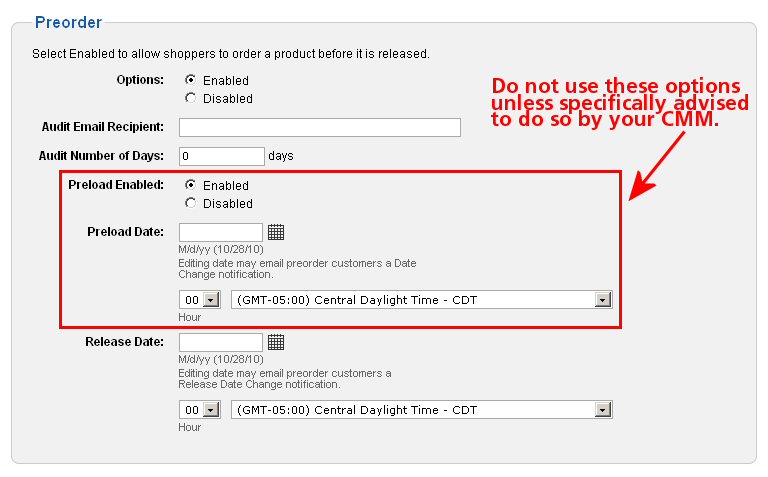 Preorder
Select Enabled to allow shoppers to order a product before it is released.
Options: Enabled
Disabled
Do not use these options
unless specifically advised
to do so by your CMM.
Audit Email Recipient:
Audit Number of Days: 0 days
Preload Enabled: Enabled
Disabled
Preload Date:
M/d/yy (10/28/10)
Editing date may email preorder customers a Date
Change notification.
00 (GMT-05:00) Central Daylight Time - CDT
Hour
Release Date:
M/d/yy (10/28/10)
Editing date may email preorder customers a
Release Date Change notification.
00 (GMT-05:00) Central Daylight Time - CDT
Hour